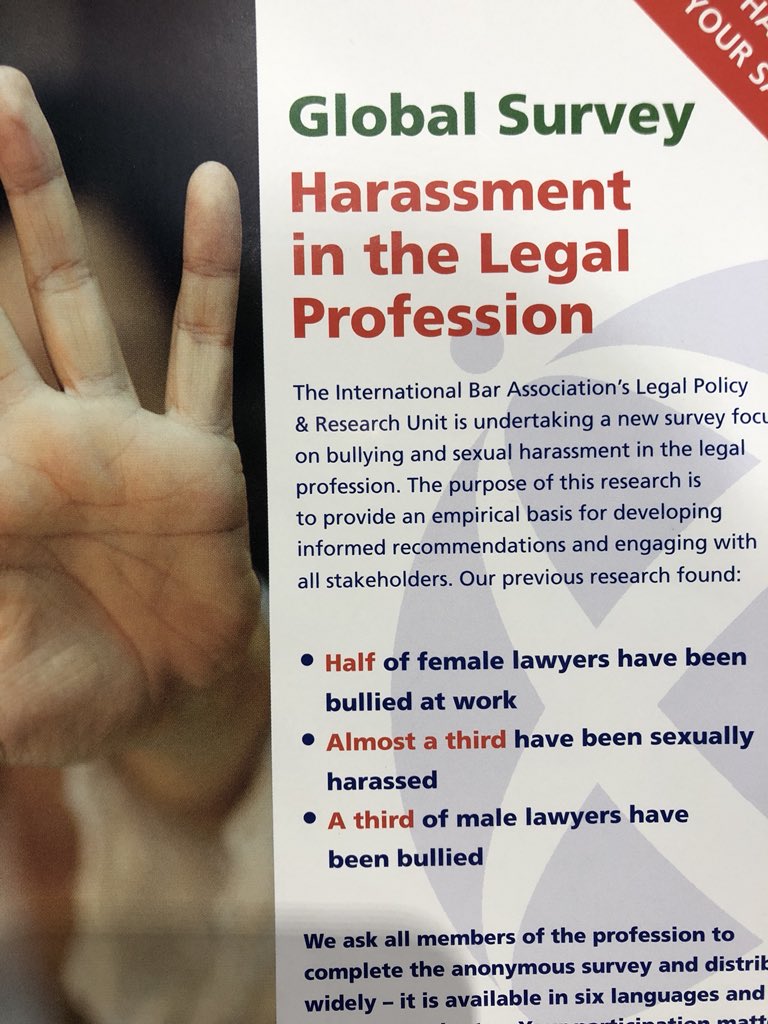 YOUR
Global Survey
Harassment
in the Legal
Profession
The International Bar Association's Legal Policy
& Research Unit is undertaking a new survey
on bullying and sexual harassment in the legal
profession. The purpose of this research is
to provide an empirical basis for developing
informed recommendations and engaging with
all stakeholders. Our previous research found:
• Half of female lawyers have been
bullied at work
• Almost a third have been sexually
harassed
• A third of male lawyers have
been bullied
We ask all members of the profession to
complete the anonymous survey and
widely – it is available in six languages and